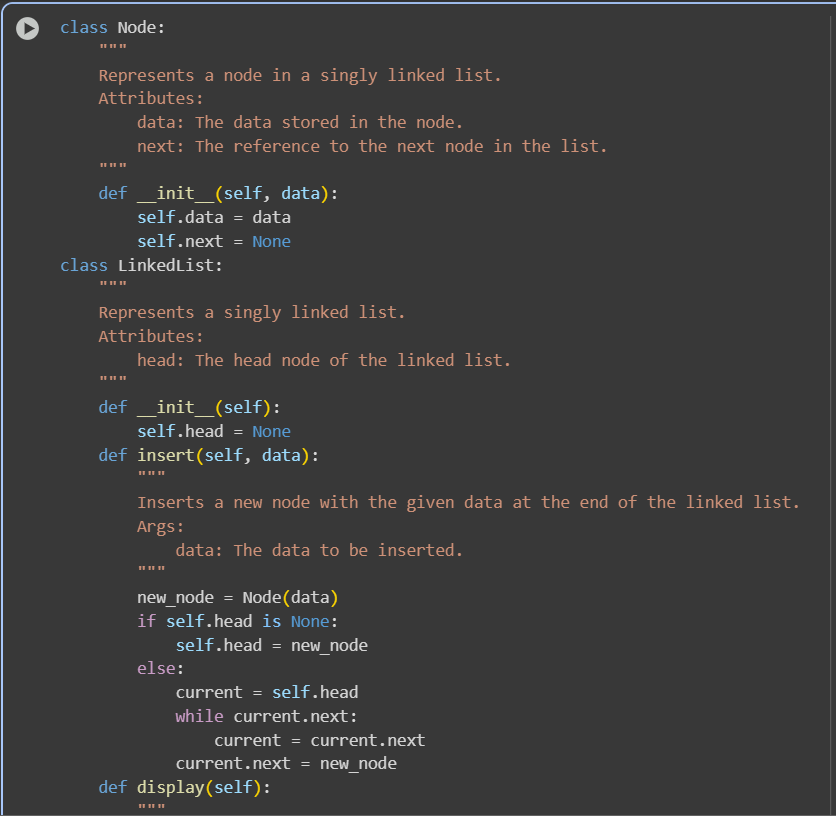 class Node:
    """
    Represents a node in a singly linked list.
    Attributes:
        data: The data stored in the node.
        next: The reference to the next node in the list.
    """
    def __init__(self, data):
        self.data = data
        self.next = None
class LinkedList:
    """
    Represents a singly linked list.
    Attributes:
        head: The head node of the linked list.
    """
    def __init__(self):
        self.head = None
    def insert(self, data):
        """
        Inserts a new node with the given data at the end of the linked list.
        Args:
            data: The data to be inserted.
        """
        new_node = Node(data)
        if self.head is None:
            self.head = new_node
        else:
            current = self.head
            while current.next:
                current = current.next
            current.next = new_node
    def display(self):
        """